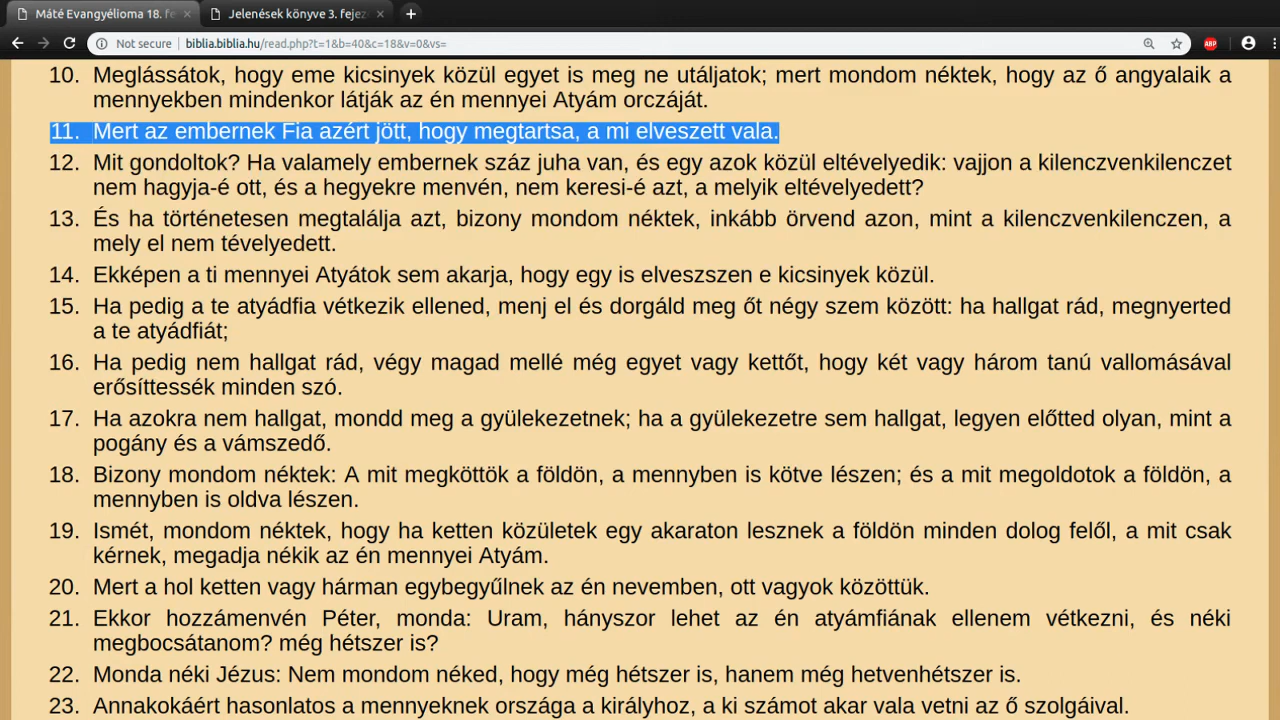 Máté Evangyélioma 18. fe
Jelenések könyve 3. fejez
Not secure
biblia.biblia.hu/read.php?t=1&b=40&c=18&v=0&vs=
ABP
10. Meglássátok, hogy eme kicsinyek közül egyet is meg ne utáljatok; mert mondom néktek, hogy az ő angyalaik a
mennyekben mindenkor látják az én mennyei Atyám orczáját.
11. Mert az embernek Fia azért jött, hogy megtartsa, a mi elveszett vala.
12. Mit gondoltok? Ha valamely embernek száz juha van, és egy azok közül eltévelyedik: vajjon a kilenczvenkilenczet
nem hagyja-é ott, és a hegyekre menvén, nem keresi-é azt, a melyik eltévelyedett?
13. És ha történetesen megtalálja azt, bizony mondom néktek, inkább örvend azon, mint a kilenczvenkilenczen, a
mely el nem tévelyedett.
14. Ekképen a ti mennyei Atyátok sem akarja, hogy egy is elveszszen e kicsinyek közül.
15. Ha pedig a te atyádfia vétkezik ellened, menj el és dorgáld meg őt négy szem között: ha hallgat rád, megnyerted
a te atyádfiát;
16. Ha pedig nem hallgat rád, végy magad mellé még egyet vagy kettőt, hogy két vagy három tanú vallomásával
erősíttessék minden szó.
17. Ha azokra nem hallgat, mondd meg a gyülekezetnek; ha a gyülekezetre sem hallgat, legyen előtted olyan, mint a
pogány és a vámszedő.
18. Bizony mondom néktek: A mit megköttök a földön, a mennyben is kötve lészen; és a mit megoldotok a földön, a
mennyben is oldva lészen.
19. Ismét, mondom néktek, hogy ha ketten közületek egy akaraton lesznek a földön minden dolog felől, a mit csak
kérnek, megadja nékik az én mennyei Atyám.
20. Mert a hol ketten vagy hárman egybegyűlnek az én nevemben, ott vagyok közöttük.
21. Ekkor hozzámenvén Péter, monda: Uram, hányszor lehet az én atyámfiának ellenem vétkezni, és néki
megbocsátanom? még hétszer is?
22. Monda néki Jézus: Nem mondom néked, hogy még hétszer is, hanem még hetvenhétszer is.
23. Annakokáért hasonlatos a mennyeknek országa a királyhoz, a ki számot akar vala vetni az ő szolgáival.